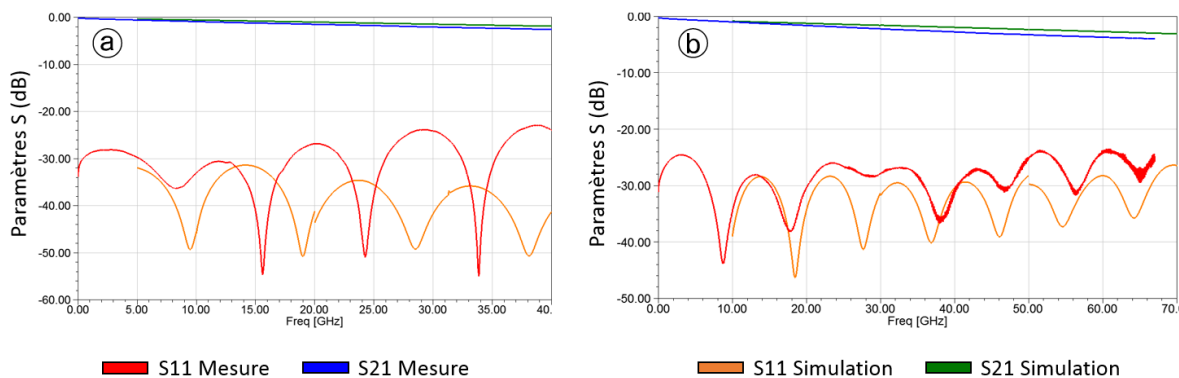 ⓐ
Paramètres S (dB)
0.00
-10.00
-20.00
-30.00
-40.00
-50.00
-60.00
0.00 5.00 10.00 15.00 20.00 25.00 30.00 35.00 40.
Freq [GHz]
ⓑ
Paramètres S (dB)
0.00
-10.00
-20.00
-30.00
-40.00
-50.00
0.00 10.00 20.00 30.00 40.00 50.00 60.00 70.
Freq [GHz]
S11 Mesure S21 Mesure S11 Simulation S21 Simulation